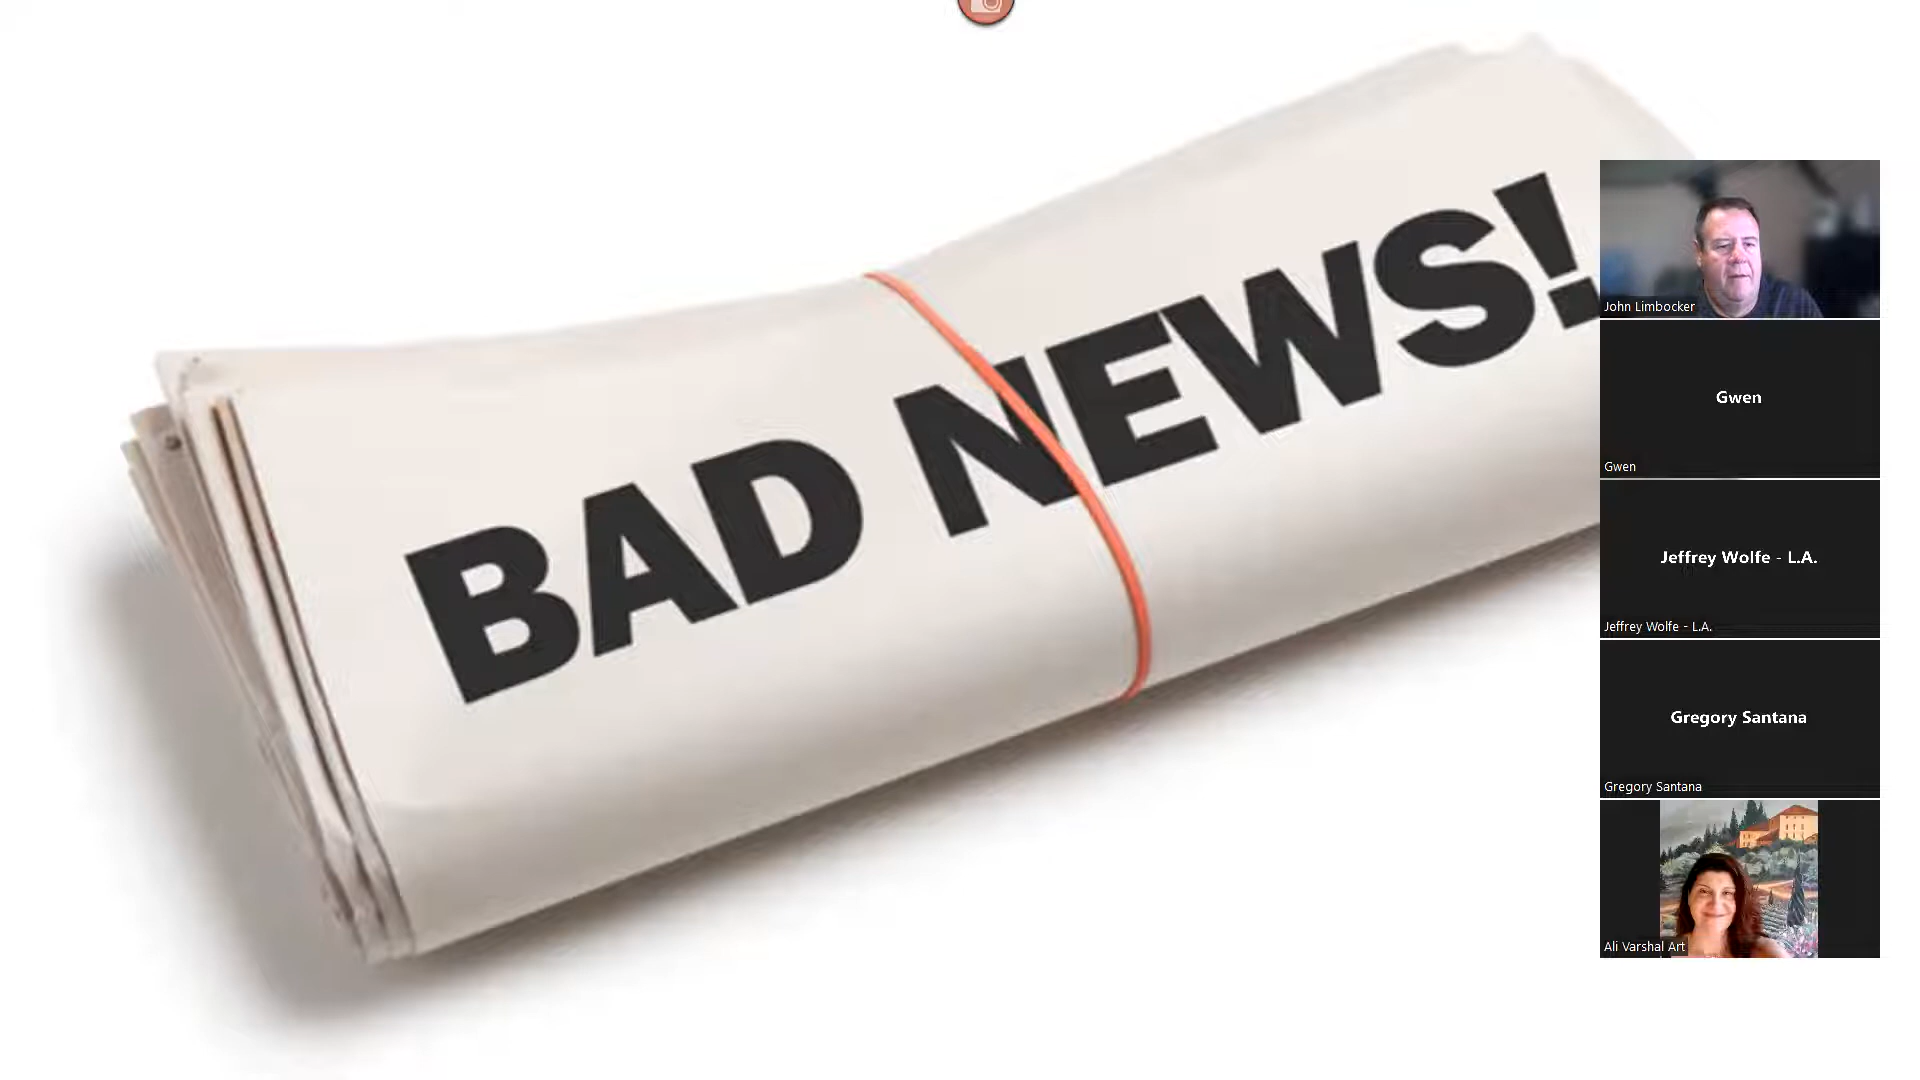 BAD NEWS!
John Limbocker
Gwen
Gwen
Jeffrey Wolfe - L.A.
Jeffrey Wolfe - L.A.
Gregory Santana
Gregory Santana
Ali Varshal Art